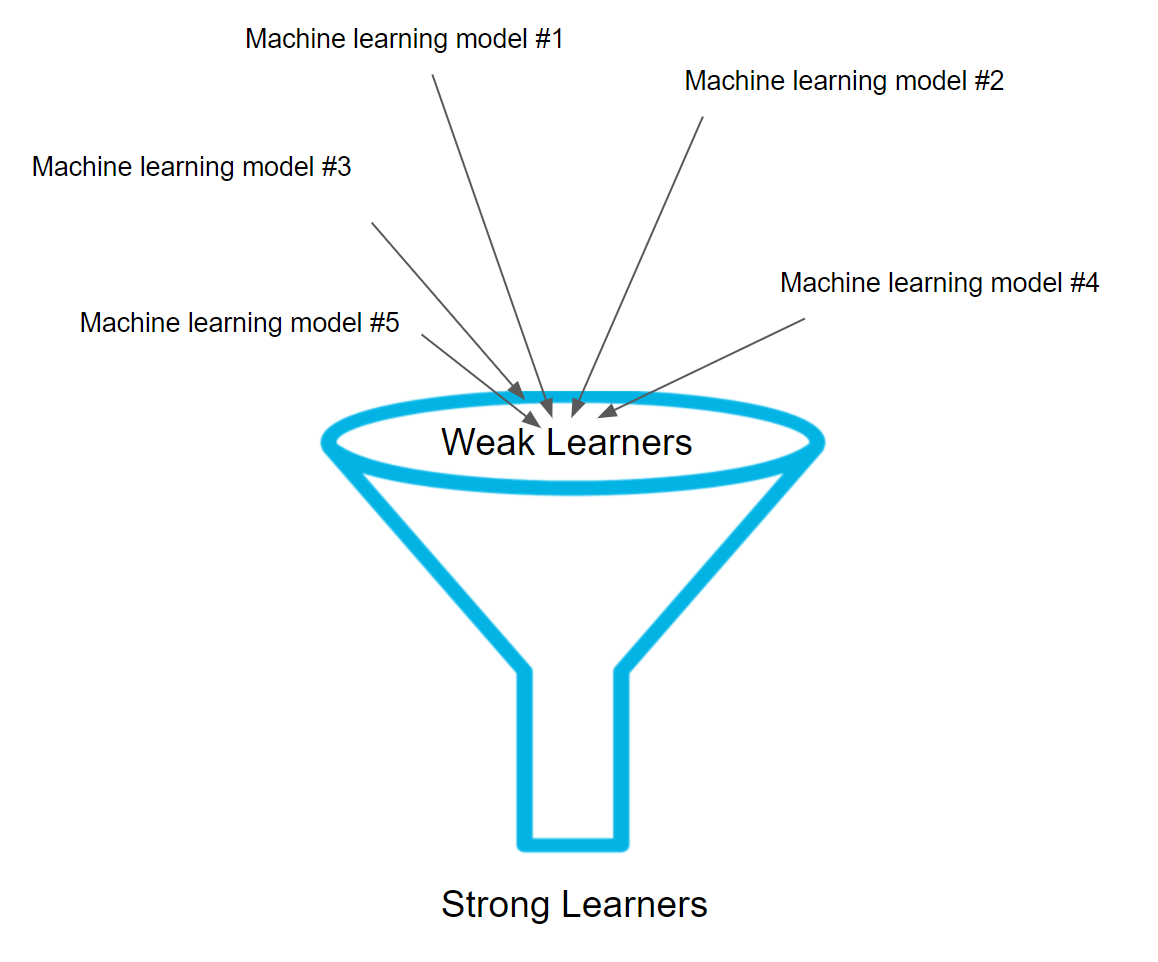 Machine learning model #1
Machine learning model #2
Machine learning model #3
Machine learning model #4
Machine learning model #5
Weak Learners
Strong Learners